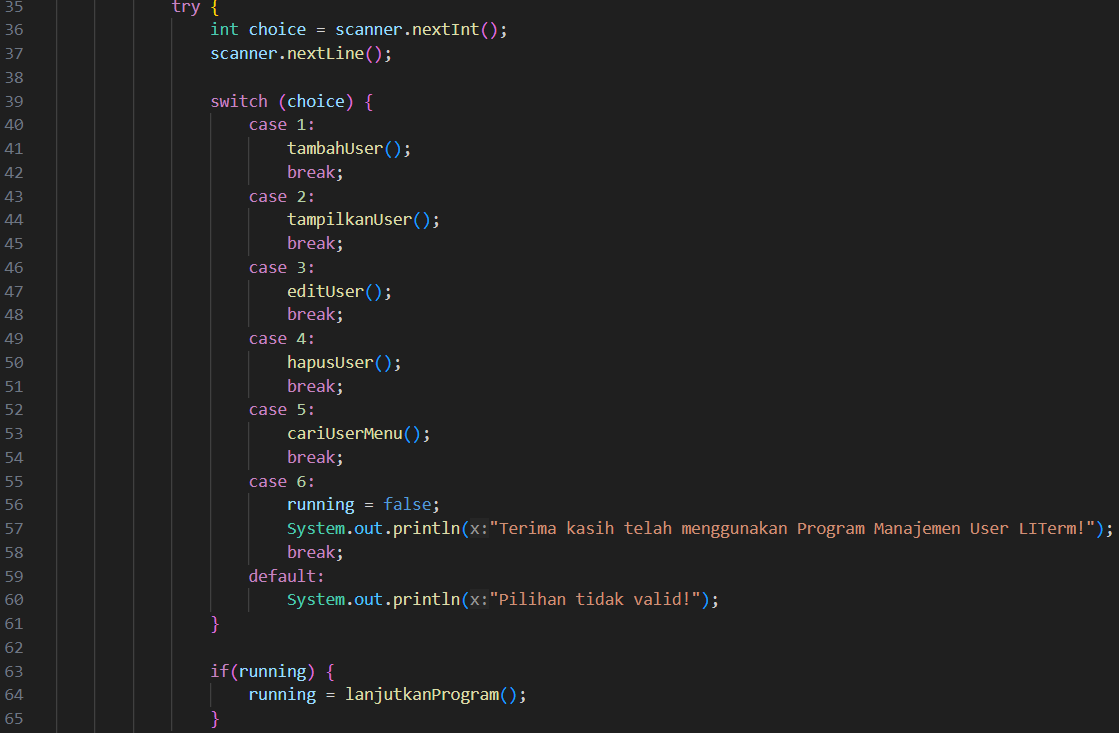 35 try {
36 int choice = scanner.nextInt();
37 scanner.nextLine();
38
39 switch (choice) {
40 case 1:
41 tambahUser();
42 break;
43 case 2:
44 tampilkanUser();
45 break;
46 case 3:
47 editUser();
48 break;
49 case 4:
50 hapusUser();
51 break;
52 case 5:
53 cariUserMenu();
54 break;
55 case 6:
56 running = false;
57 System.out.println(x:"Terima kasih telah menggunakan Program Manajemen User LITerm!");
58 break;
59 default:
60 System.out.println(x:"Pilihan tidak valid!");
61 }
62
63 if(running) {
64 running = lanjutkanProgram();
65 }